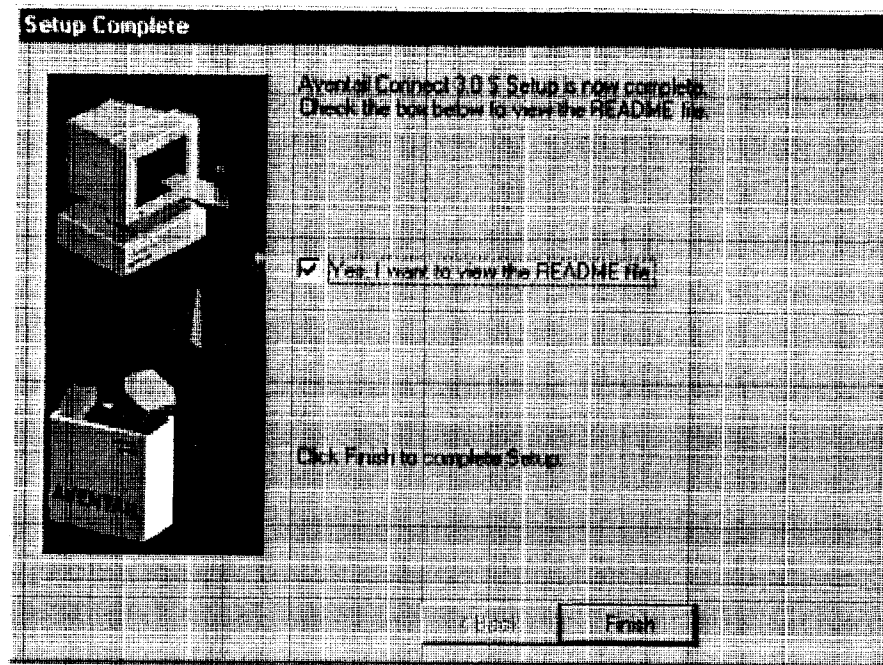 Setup Complete
Aventail Connect 3.0 S Setup is now complete.
Check the box below to view the README file.
Yes, I want to view the README file.
AVENTAIL
Click Finish to complete Setup.
< Back
Finish